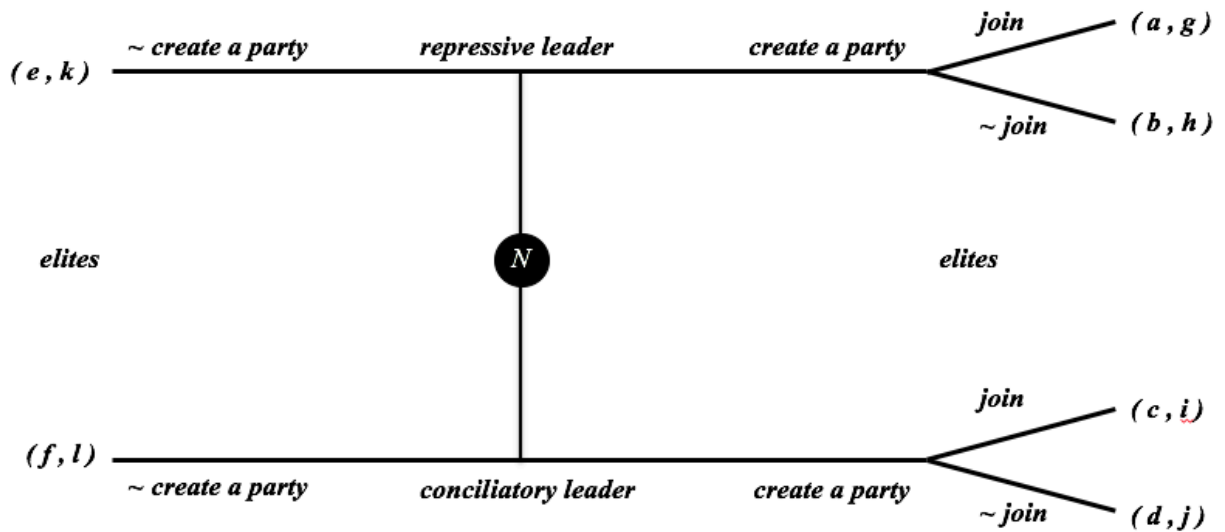 join
( a , g )
~ create a party repressive leader create a party
( e , k )
~ join
( b , h )
elites N elites
join
( c , i )
( f , l )
~ create a party conciliatory leader create a party
~ join
( d , j )